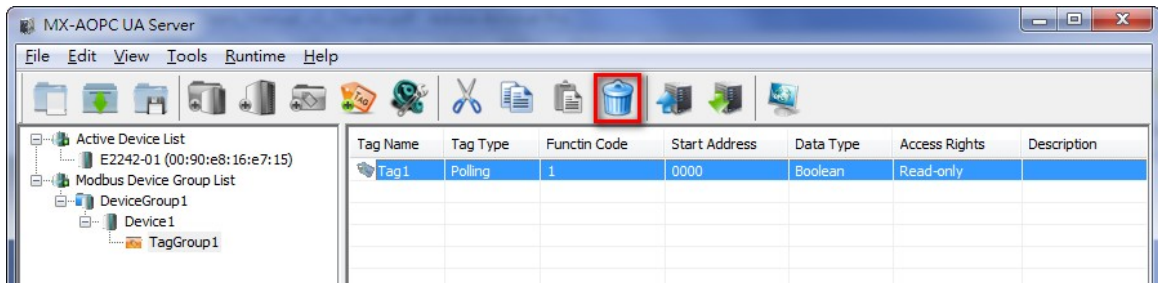 MX-AOPC UA Server
File Edit View Tools Runtime Help
TAG
Active Device List
E2242-01 (00:90:e8:16:e7:15)
Modbus Device Group List
DeviceGroup1
Device1
TagGroup1
Tag Name Tag Type Functin Code Start Address Data Type Access Rights Description
Tag1 Polling 1 0000 Boolean Read-only